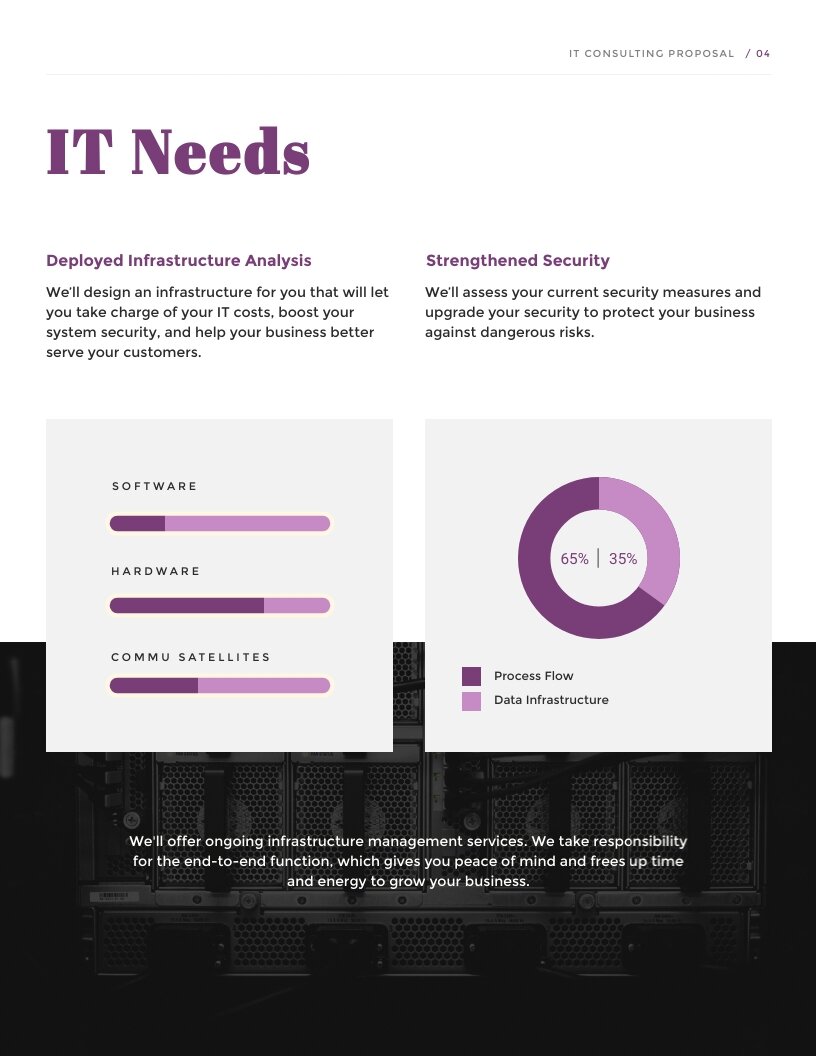 IT CONSULTING PROPOSAL / 04
IT Needs
Deployed Infrastructure Analysis
We’ll design an infrastructure for you that will let
you take charge of your IT costs, boost your
system security, and help your business better
serve your customers.
Strengthened Security
We’ll assess your current security measures and
upgrade your security to protect your business
against dangerous risks.
SOFTWARE
HARDWARE
COMMU SATELLITES
65% | 35%
Process Flow
Data Infrastructure
We'll offer ongoing infrastructure management services. We take responsibility
for the end-to-end function, which gives you peace of mind and frees up time
and energy to grow your business.